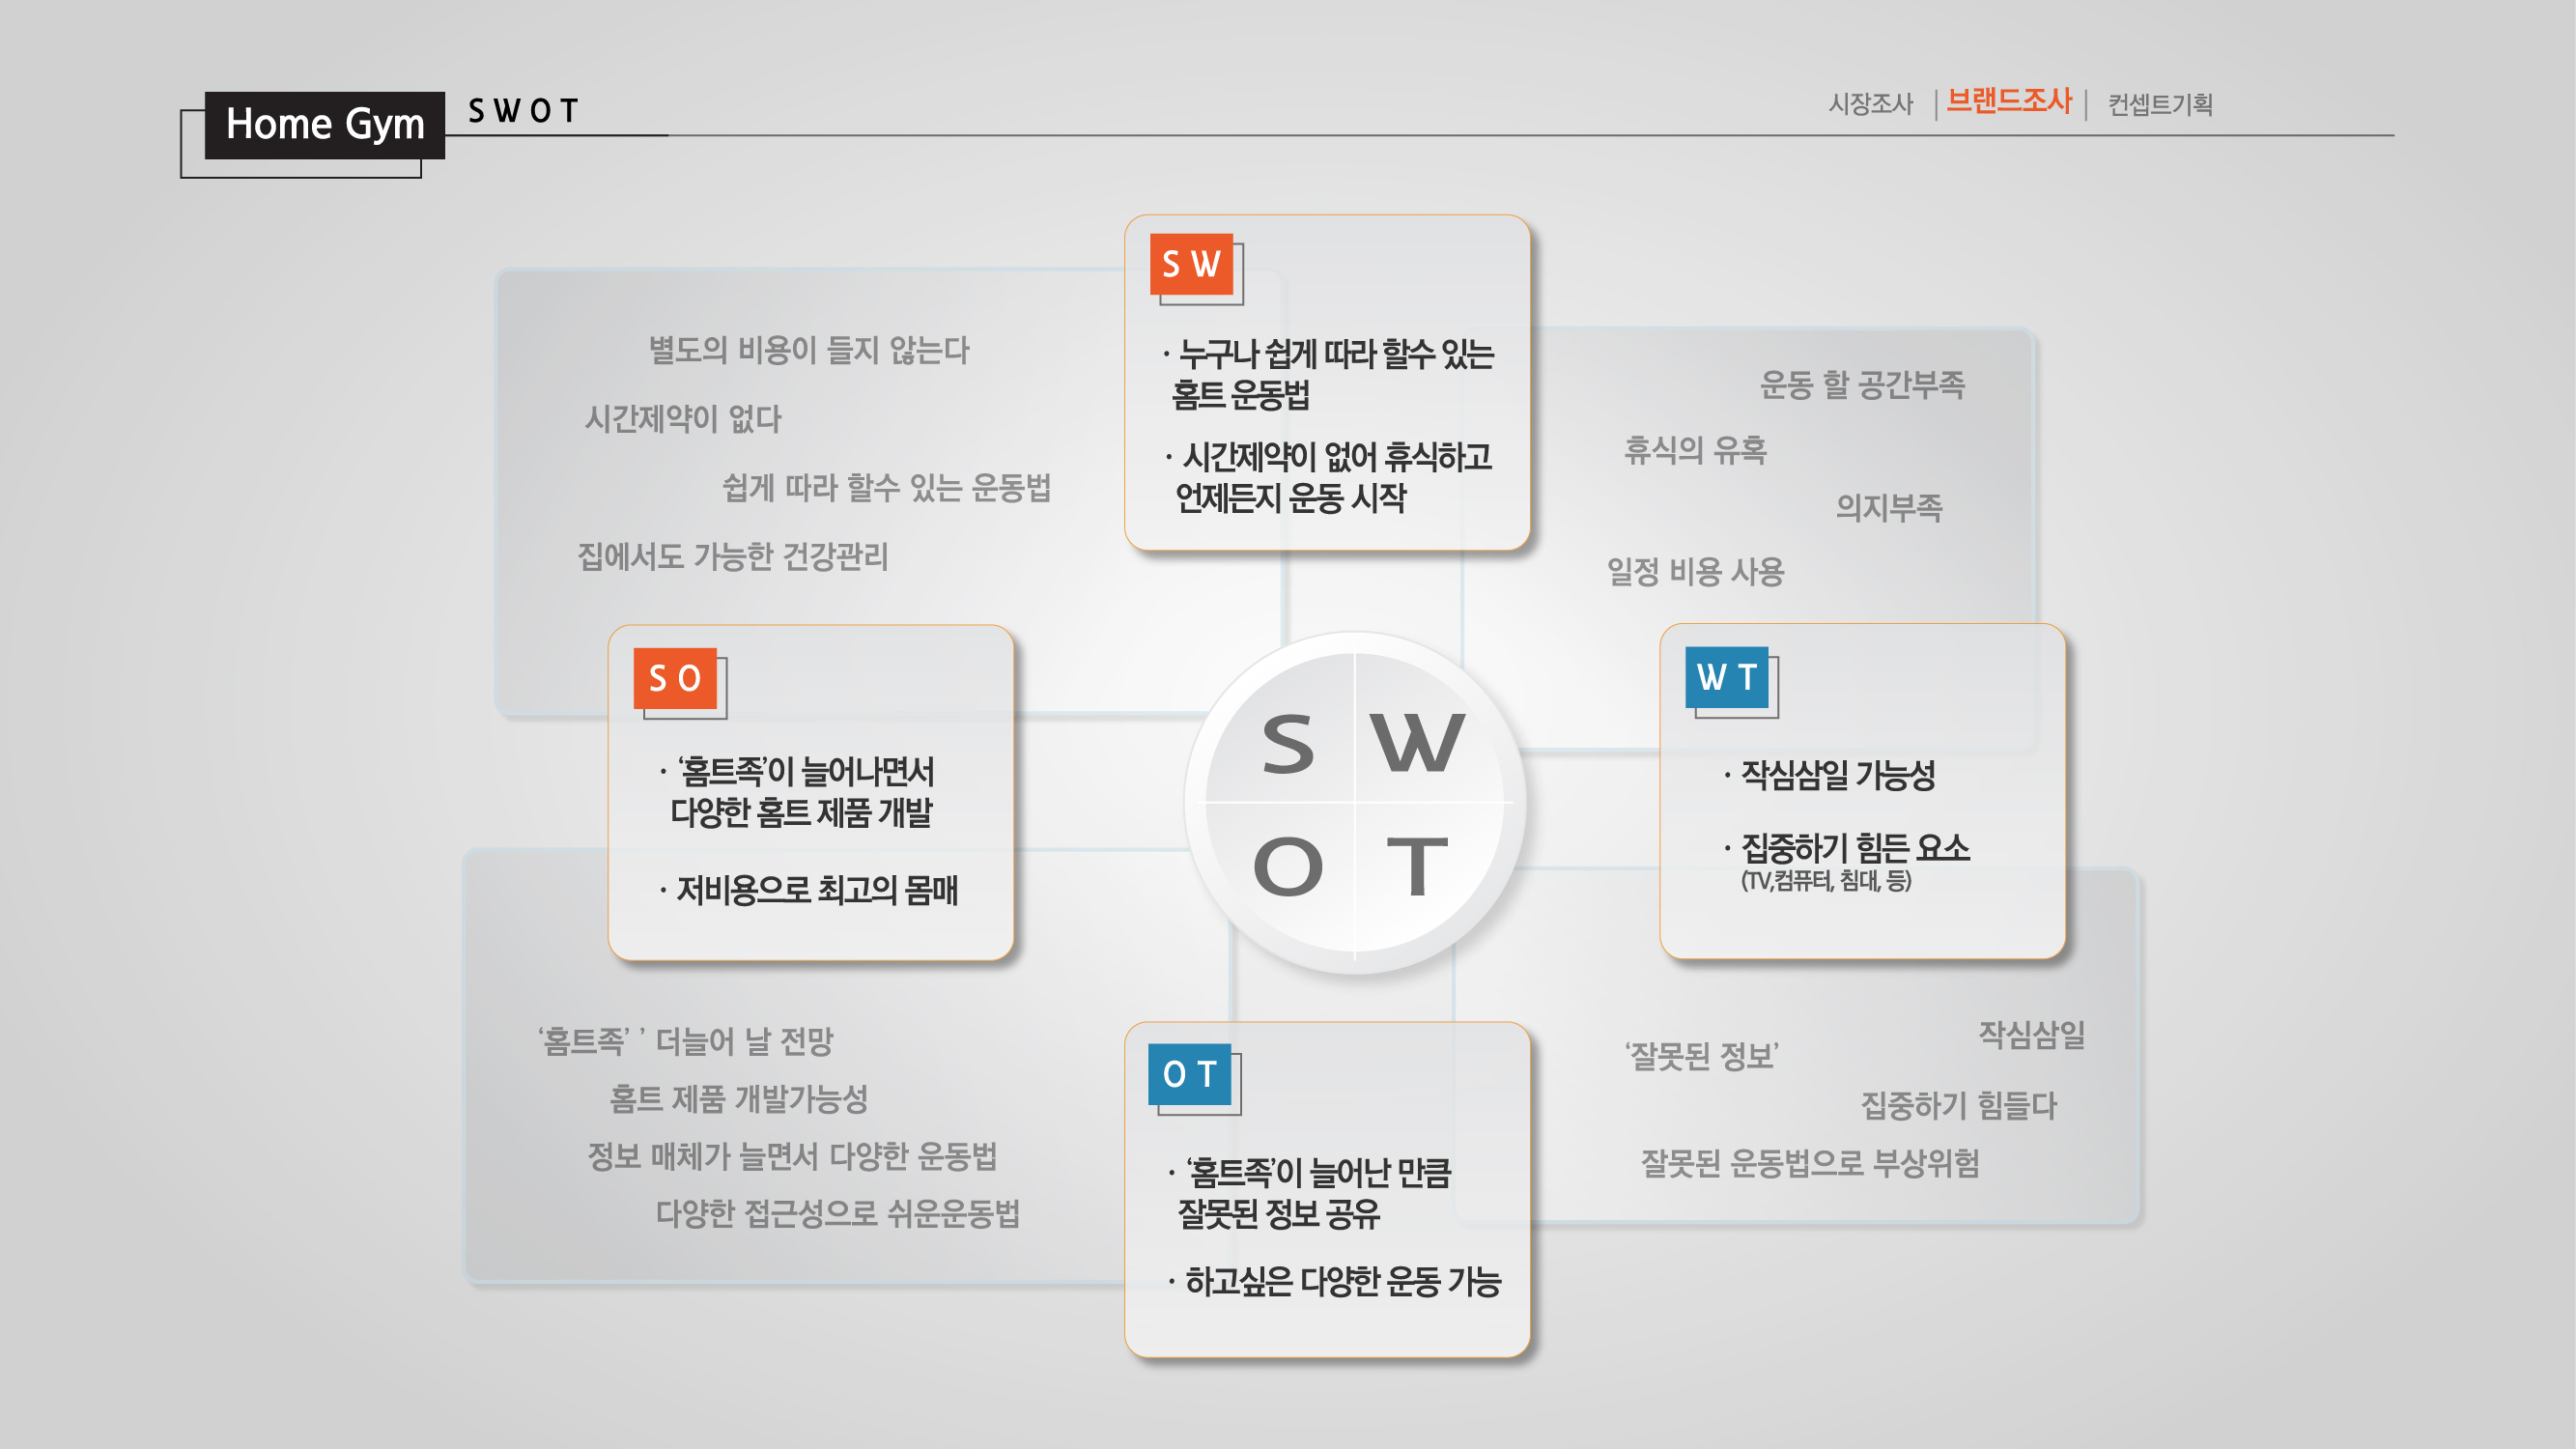 Home Gym
SWOT
시장조사 | 브랜드조사 | 컨셉트기획
별도의 비용이 들지 않는다
시간제약이 없다
쉽게 따라 할수 있는 운동법
집에서도 가능한 건강관리
SW
· 누구나 쉽게 따라 할수 있는
홈트 운동법
· 시간제약이 없어 휴식하고
언제든지 운동 시작
운동 할 공간부족
휴식의 유혹
의지부족
일정 비용 사용
SO
· ‘홈트족’이 늘어나면서
다양한 홈트 제품 개발
· 저비용으로 최고의 몸매
S W
O T
WT
· 작심삼일 가능성
· 집중하기 힘든 요소
(TV,컴퓨터, 침대, 등)
‘홈트족’ ’ 더늘어 날 전망
홈트 제품 개발가능성
정보 매체가 늘면서 다양한 운동법
다양한 접근성으로 쉬운운동법
OT
· ‘홈트족’이 늘어난 만큼
잘못된 정보 공유
· 하고싶은 다양한 운동 가능
작심삼일
‘잘못된 정보’
집중하기 힘들다
잘못된 운동법으로 부상위험